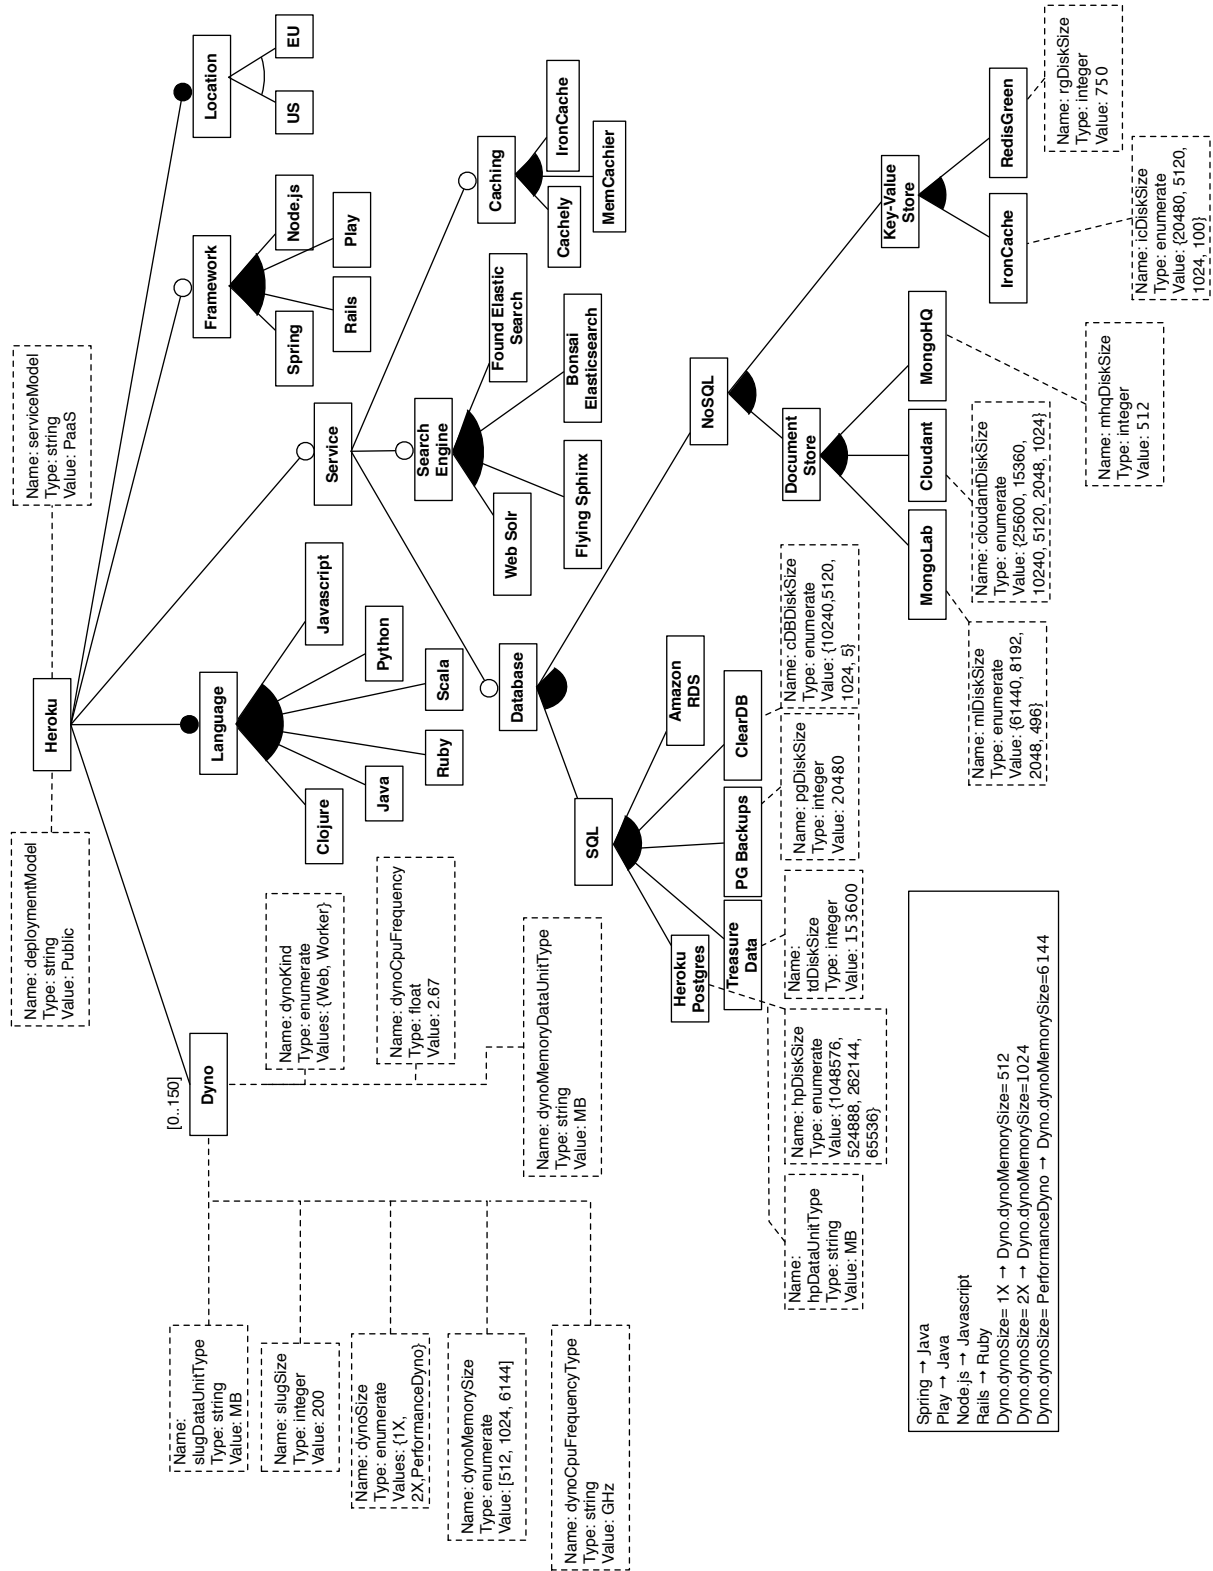 Name: deploymentModel
Type: string
Value: Public
Heroku
Name: serviceModel
Type: string
Value: PaaS
[0..150]
Dyno
Language
Service
Framework
Location
Name:
slugDataUnitType
Type: string
Value: MB
Name: slugSize
Type: integer
Value: 200
Name: dynoSize
Type: enumerate
Values: {1X,
2X,PerformanceDyno}
Name: dynoMemorySize
Type: enumerate
Value: [512, 1024, 6144]
Name: dynoCpuFrequencyType
Type: string
Value: GHz
Name: dynoKind
Type: enumerate
Values: {Web, Worker}
Name: dynoCpuFrequency
Type: float
Value: 2.67
Name: dynoMemoryDataUnitType
Type: string
Value: MB
Clojure
Java
Ruby
Scala
Python
Javascript
Spring
Rails
Play
Node.js
US
EU
Database
Search
Engine
Caching
Web Solr
Flying Sphinx
Bonsai
Elasticsearch
Found Elastic
Search
Cachely
MemCachier
IronCache
SQL
NoSQL
Heroku
Postgres
Treasure
Data
PG Backups
ClearDB
Amazon
RDS
Name:
hpDataUnitType
Type: string
Value: MB
Name: hpDiskSize
Type: enumerate
Value: {1048576,
524888, 262144,
65536}
Name:
tdDiskSize
Type: integer
Value: 153600
Name: pgDiskSize
Type: integer
Value: 20480
Name: cDBDiskSize
Type: enumerate
Value: {10240,5120,
1024, 5}
Document
Store
Key-Value
Store
MongoLab
Cloudant
MongoHQ
IronCache
RedisGreen
Name: mlDiskSize
Type: enumerate
Value: {61440, 8192,
2048, 496}
Name: cloudantDiskSize
Type: enumerate
Value: {25600, 15360,
10240, 5120, 2048, 1024}
Name: mhqDiskSize
Type: integer
Value: 512
Name: icDiskSize
Type: enumerate
Value: {20480, 5120,
1024, 100}
Name: rgDiskSize
Type: integer
Value: 750
Spring → Java
Play → Java
Node.js → Javascript
Rails → Ruby
Dyno.dynoSize= 1X → Dyno.dynoMemorySize= 512
Dyno.dynoSize= 2X → Dyno.dynoMemorySize=1024
Dyno.dynoSize= PerformanceDyno → Dyno.dynoMemorySize=6144